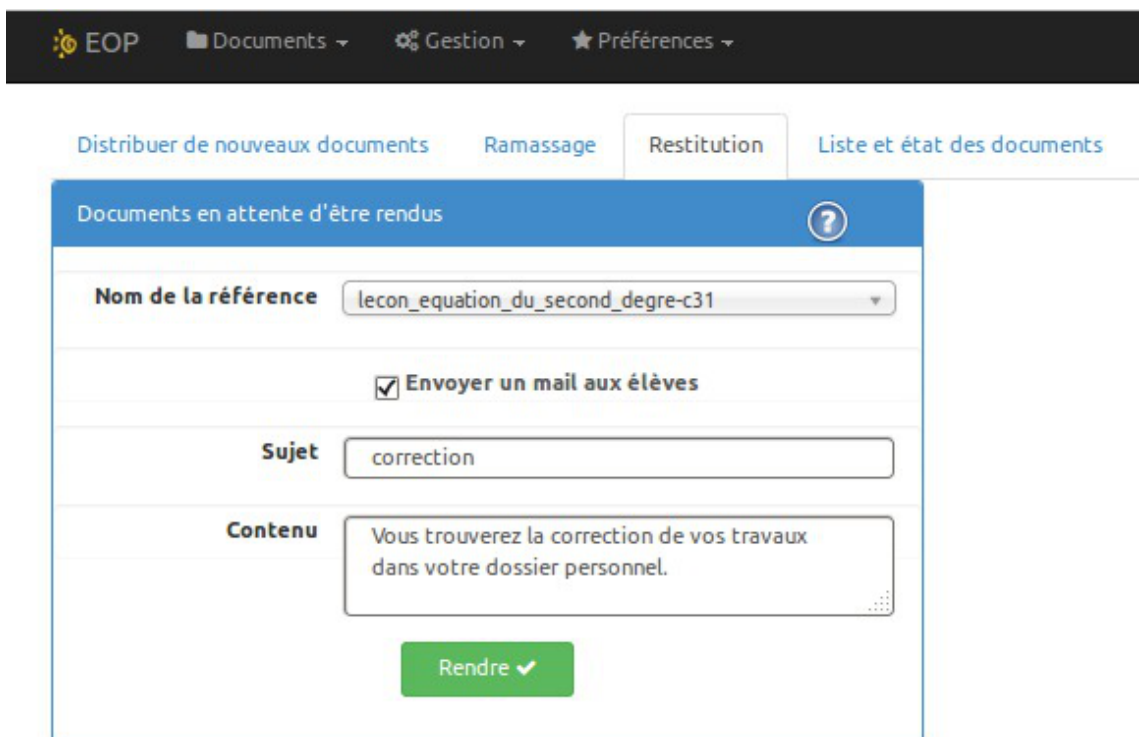 EOP Documents Gestion Préférences
Distribuer de nouveaux documents Ramassage Restitution Liste et état des documents
Documents en attente d'être rendus ?
Nom de la référence lecon_equation_du_second_degre-c31
Envoyer un mail aux élèves
Sujet correction
Contenu Vous trouverez la correction de vos travaux
dans votre dossier personnel.
Rendre